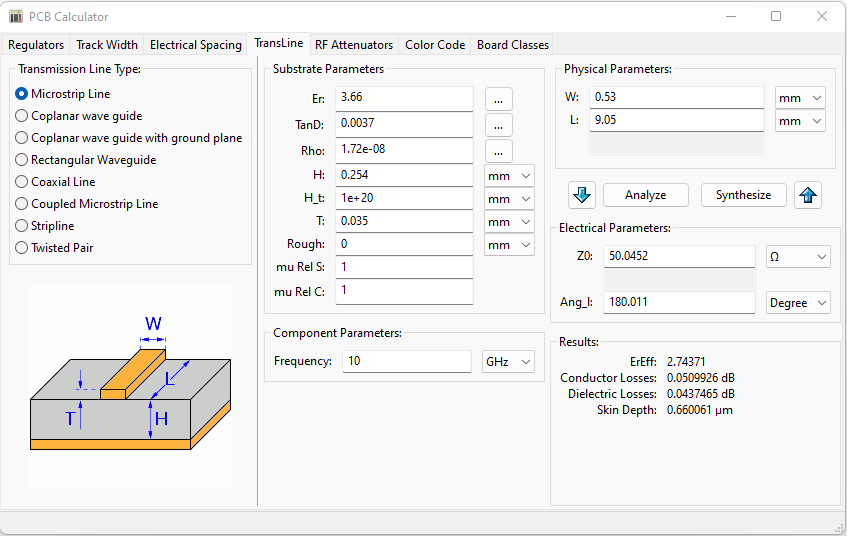 PCB Calculator
Regulators Track Width Electrical Spacing TransLine RF Attenuators Color Code Board Classes
Transmission Line Type:
Microstrip Line
Coplanar wave guide
Coplanar wave guide with ground plane
Rectangular Waveguide
Coaxial Line
Coupled Microstrip Line
Stripline
Twisted Pair
W
L
T
H
Substrate Parameters
Er: 3.66 ...
TanD: 0.0037 ...
Rho: 1.72e-08 ...
H: 0.254 mm
H_t: 1e+20 mm
T: 0.035 mm
Rough: 0 mm
mu Rel S: 1
mu Rel C: 1
Component Parameters:
Frequency: 10 GHz
Physical Parameters:
W: 0.53 mm
L: 9.05 mm
Analyze Synthesize
Electrical Parameters:
Z0: 50.0452 Ω
Ang_l: 180.011 Degree
Results:
ErEff: 2.74371
Conductor Losses: 0.0509926 dB
Dielectric Losses: 0.0437465 dB
Skin Depth: 0.660061 µm